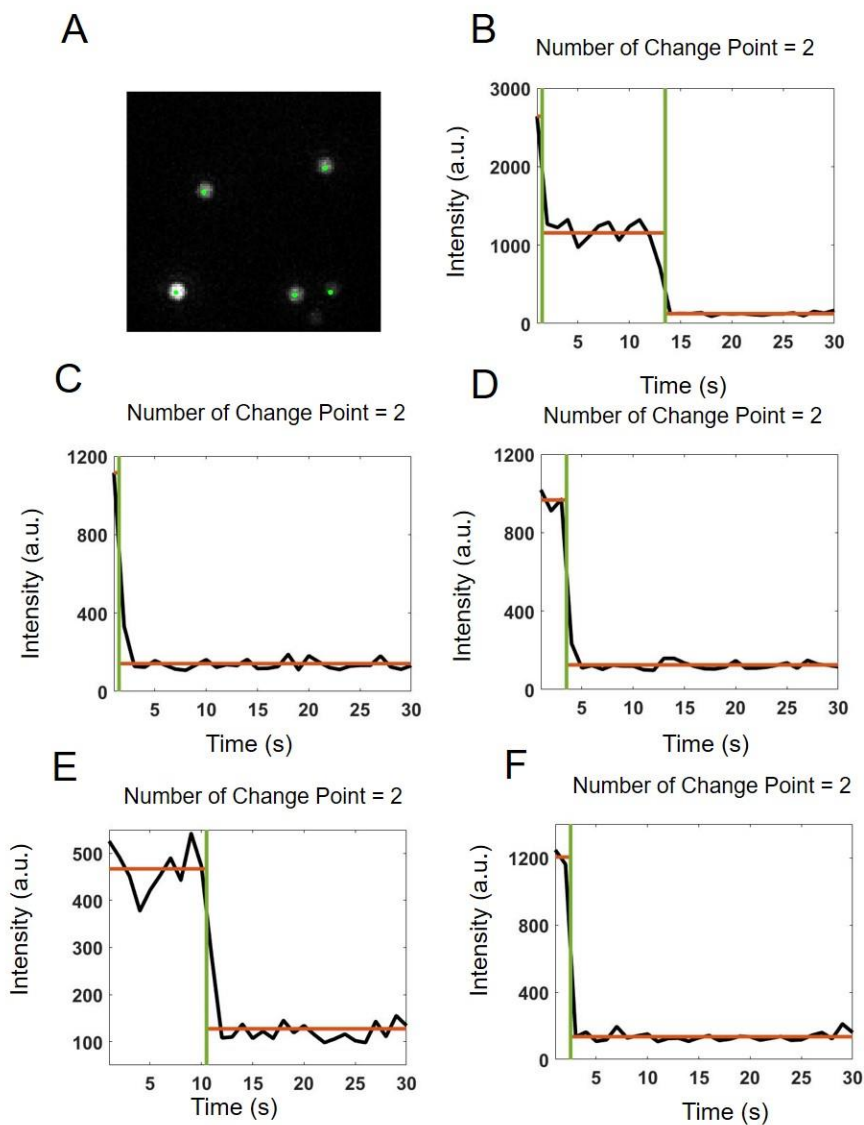 A
B
Number of Change Point = 2
3000
2000
1000
0
Intensity (a.u.)
5 10 15 20 25 30
Time (s)
C
Number of Change Point = 2
1200
800
400
0
Intensity (a.u.)
5 10 15 20 25 30
Time (s)
D
Number of Change Point = 2
1200
800
400
0
Intensity (a.u.)
5 10 15 20 25 30
Time (s)
E
Number of Change Point = 2
500
400
300
200
100
Intensity (a.u.)
5 10 15 20 25 30
Time (s)
F
Number of Change Point = 2
1200
800
400
0
Intensity (a.u.)
5 10 15 20 25 30
Time (s)